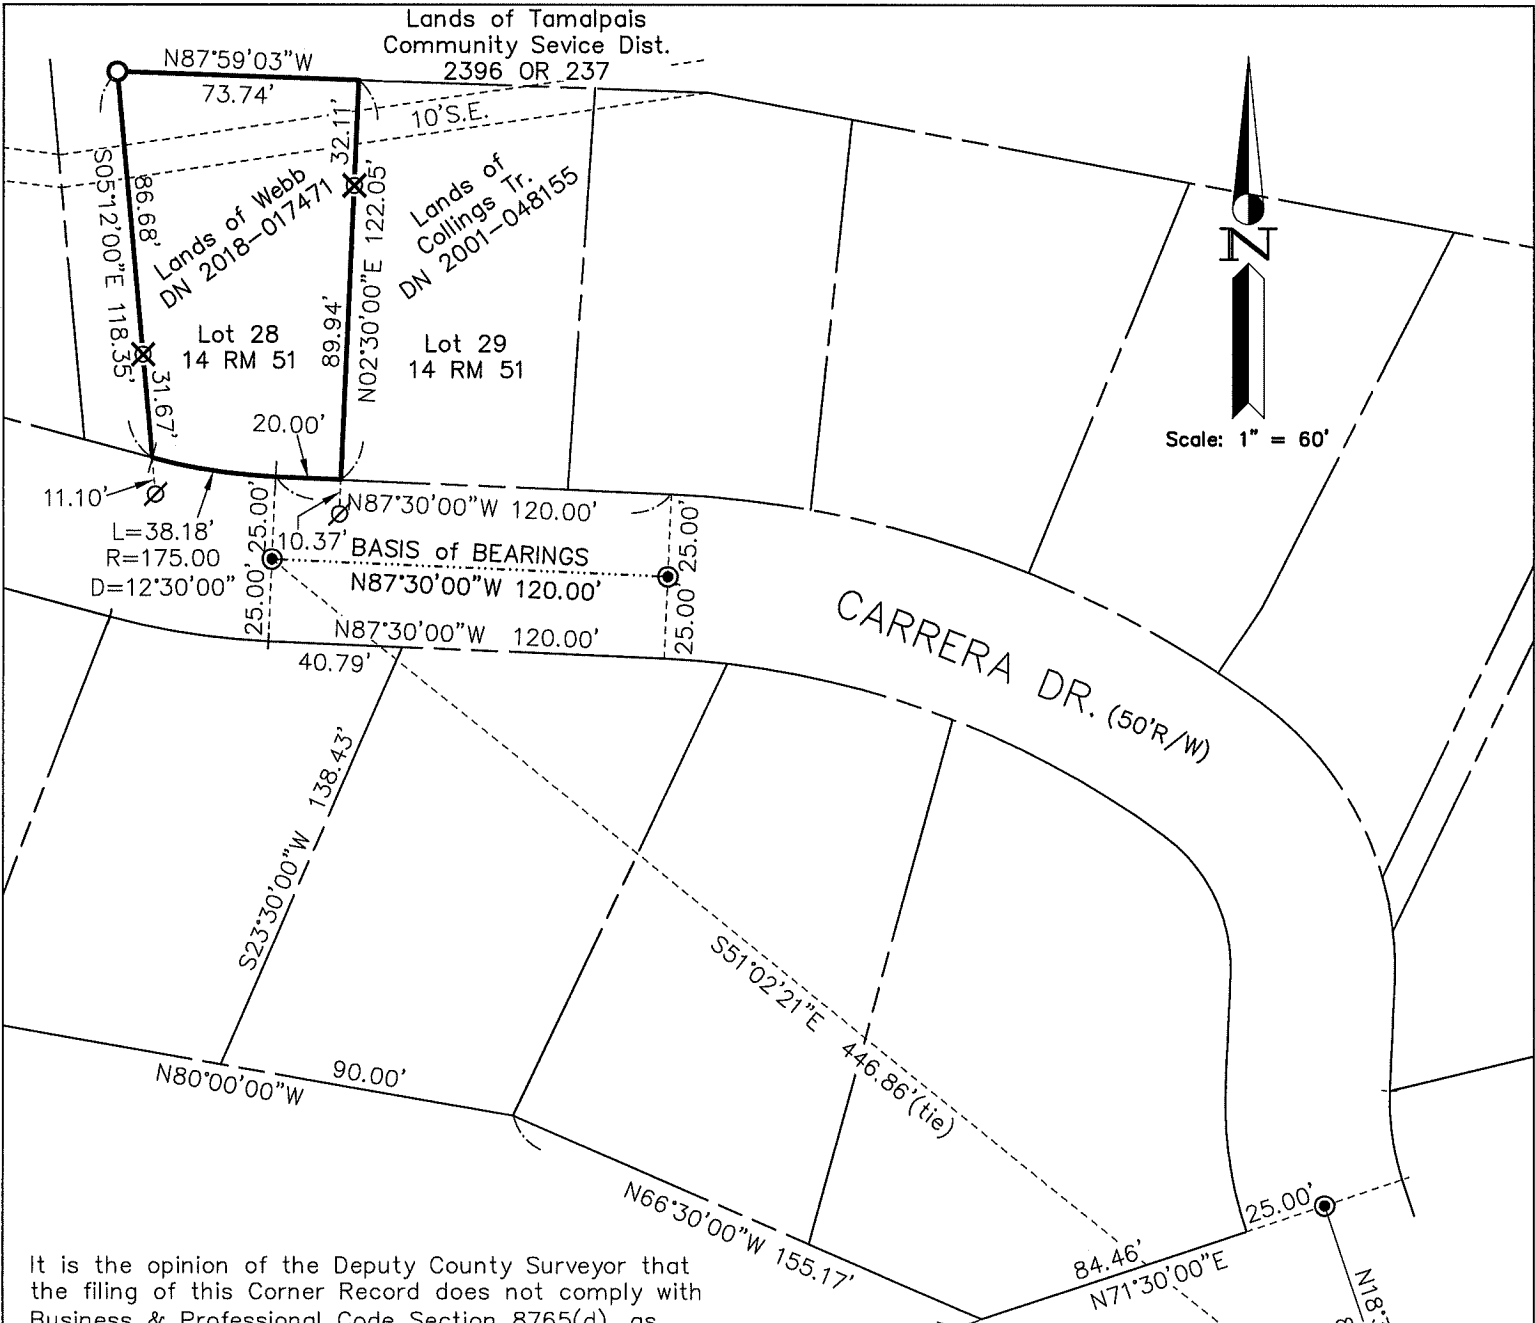 Lands of Tamalpais
Community Sevice Dist.
2396 OR 237
N87°59'03"W
73.74'
10'S.E.
32.11'
S05°12'00"E 118.35'
86.68'
Lands of Webb
DN 2018-017471
N02°30'00"E 122.05'
Lands of
Collings Tr.
DN 2001-048155
89.94'
Lot 28
14 RM 51
Lot 29
14 RM 51
31.67'
20.00'
N
Scale: 1" = 60'
11.10'
L=38.18'
R=175.00
D=12°30'00"
25.00'
25.00'
10.37'
N87°30'00"W 120.00'
BASIS of BEARINGS
N87°30'00"W 120.00'
25.00'
25.00'
N87°30'00"W 120.00'
40.79'
CARRERA DR. (50'R/W)
S23°30'00"W 138.43'
S51°02'21"E 446.86'(tie)
N80°00'00"W 90.00'
N66°30'00"W 155.17'
25.00'
84.46'
N71°30'00"E
It is the opinion of the Deputy County Surveyor that
the filing of this Corner Record does not comply with
Business & Professional Code Section 8765(d), as